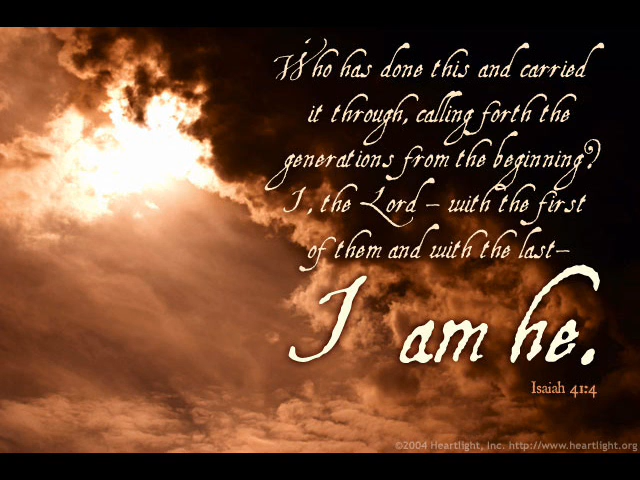 Who has done this and carried
it through, calling forth the
generations from the beginning?
I, the Lord – with the first
of them and with the last–
I am he.
Isaiah 41:4
©2004 Heartlight, Inc. http://www.heartlight.org